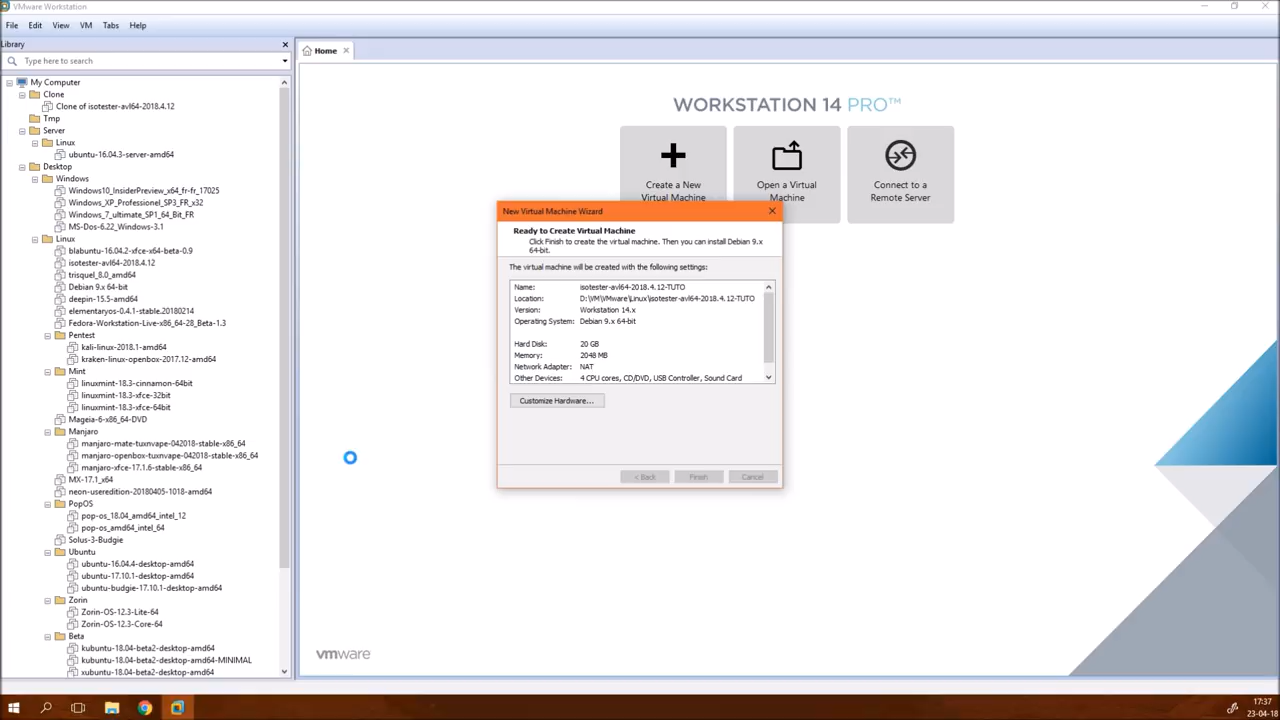 VMware Workstation
File Edit View VM Tabs Help
Library
Home
Type here to search
My Computer
Clone
Clone of isotester-avl64-2018.4.12
Tmp
Server
Linux
ubuntu-16.04.3-server-amd64
Desktop
Windows
Windows10_InsiderPreview_x64_fr-fr_17025
Windows_XP_Professionel_SP3_FR_x32
Windows_7_ultimate_SP1_64_Bit_FR
MS-Dos-6.22_Windows-3.1
Linux
blabuntu-16.04.2-xfce-x64-beta-0.9
isotester-avl64-2018.4.12
trisquel_8.0_amd64
Debian 9.x 64-bit
deepin-15.5-amd64
elementaryos-0.4.1-stable.20180214
Fedora-Workstation-Live-x86_64-28_Beta-1.3
Pentest
kali-linux-2018.1-amd64
kraken-linux-openbox-2017.12-amd64
Mint
linuxmint-18.3-cinnamon-64bit
linuxmint-18.3-xfce-32bit
linuxmint-18.3-xfce-64bit
Mageia-6-x86_64-DVD
Manjaro
manjaro-mate-tuxnvape-042018-stable-x86_64
manjaro-openbox-tuxnvape-042018-stable-x86_64
manjaro-xfce-17.1.6-stable-x86_64
MX-17.1_x64
neon-useredition-20180405-1018-amd64
PopOS
pop-os_18.04_amd64_intel_12
pop-os_amd64_intel_64
Solus-3-Budgie
Ubuntu
ubuntu-16.04.4-desktop-amd64
ubuntu-17.10.1-desktop-amd64
ubuntu-budgie-17.10.1-desktop-amd64
Zorin
Zorin-OS-12.3-Lite-64
Zorin-OS-12.3-Core-64
Beta
kubuntu-18.04-beta2-desktop-amd64
kubuntu-18.04-beta2-desktop-amd64-MINIMAL
xubuntu-18.04-beta2-desktop-amd64
WORKSTATION 14 PRO™
Create a New
Virtual Machine
Open a Virtual
Machine
Connect to a
Remote Server
New Virtual Machine Wizard
Ready to Create Virtual Machine
Click Finish to create the virtual machine. Then you can install Debian 9.x
64-bit.
The virtual machine will be created with the following settings:
Name: isotester-avl64-2018.4.12-TUTO
Location: D:\VM\VMware\Linux\isotester-avl64-2018.4.12-TUTO
Version: Workstation 14.x
Operating System: Debian 9.x 64-bit
Hard Disk: 20 GB
Memory: 2048 MB
Network Adapter: NAT
Other Devices: 4 CPU cores, CD/DVD, USB Controller, Sound Card
Customize Hardware...
< Back Finish Cancel
vmware
17:37
23-04-18